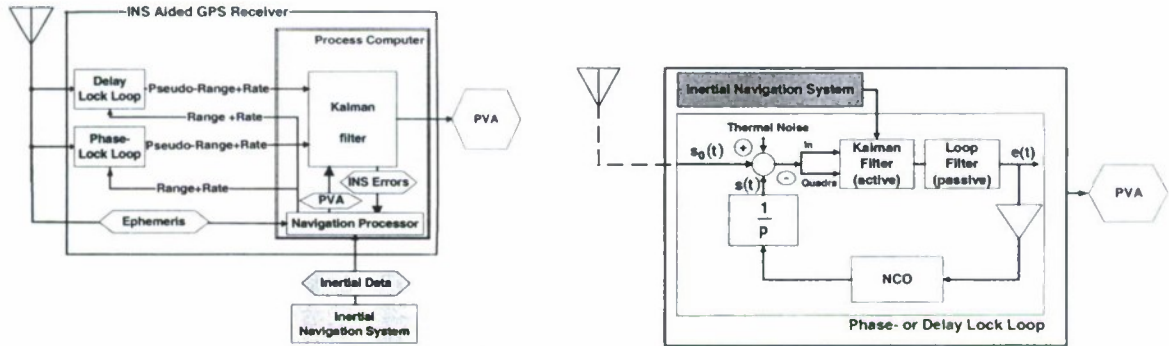 INS Aided GPS Receiver
Process Computer
Delay
Lock Loop
Pseudo-Range+Rate
Kalman
filter
Range +Rate
PVA
Phase-
Lock Loop
Pseudo-Range+Rate
Range+Rate
INS Errors
PVA
Ephemeris
Navigation Processor
Inertial Data
Inertial
Navigation System
Inertial Navigation System
Thermal Noise
s₀(t)
+
In
Kalman
Filter
(active)
Loop
Filter
(passive)
e(t)
s(t)
-
Quadra
1
p
PVA
NCO
Phase- or Delay Lock Loop